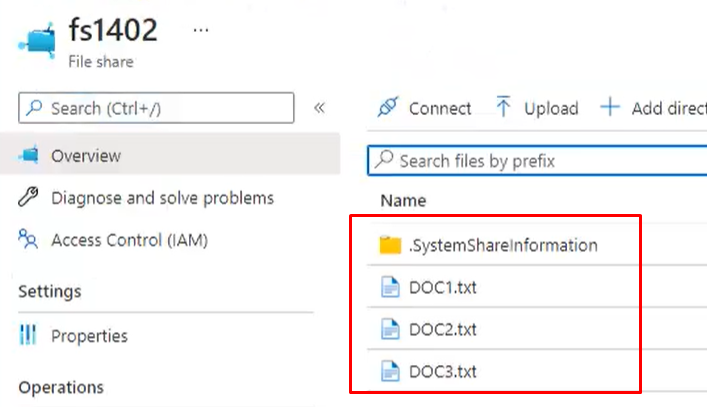 fs1402 ...
File share
Search (Ctrl+/) «
Overview
Diagnose and solve problems
Access Control (IAM)
Settings
Properties
Operations
Connect Upload Add direct
Search files by prefix
Name
.SystemShareInformation
DOC1.txt
DOC2.txt
DOC3.txt